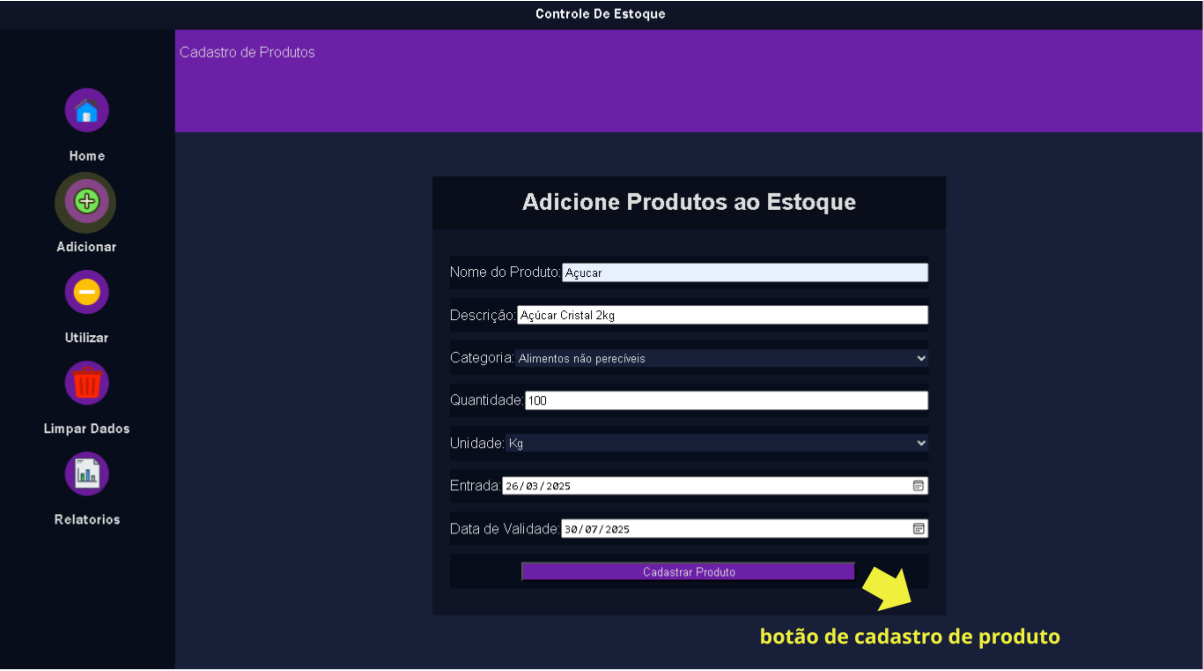 Controle De Estoque
Cadastro de Produtos
Home
Adicionar
Utilizar
Limpar Dados
Relatorios
Adicione Produtos ao Estoque
Nome do Produto: Açucar
Descrição: Açúcar Cristal 2kg
Categoria: Alimentos não perecíveis
Quantidade: 100
Unidade: Kg
Entrada: 26/03/2025
Data de Validade: 30/07/2025
Cadastrar Produto
botão de cadastro de produto